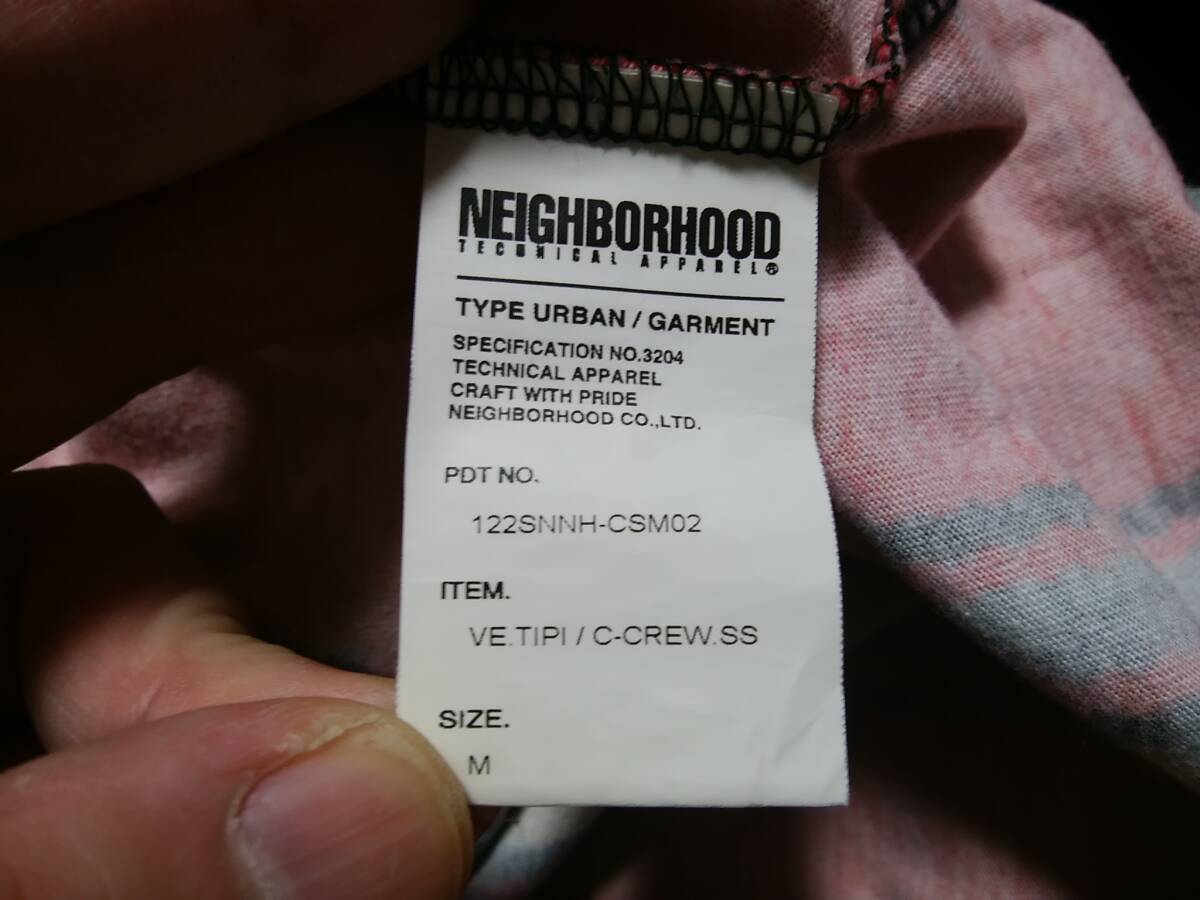 NEIGHBORHOOD
TECHNICAL APPAREL®
TYPE URBAN / GARMENT
SPECIFICATION NO.3204
TECHNICAL APPAREL
CRAFT WITH PRIDE
NEIGHBORHOOD CO.,LTD.
PDT NO.
122SNNH-CSM02
ITEM.
VE.TIPI / C-CREW.SS
SIZE.
M